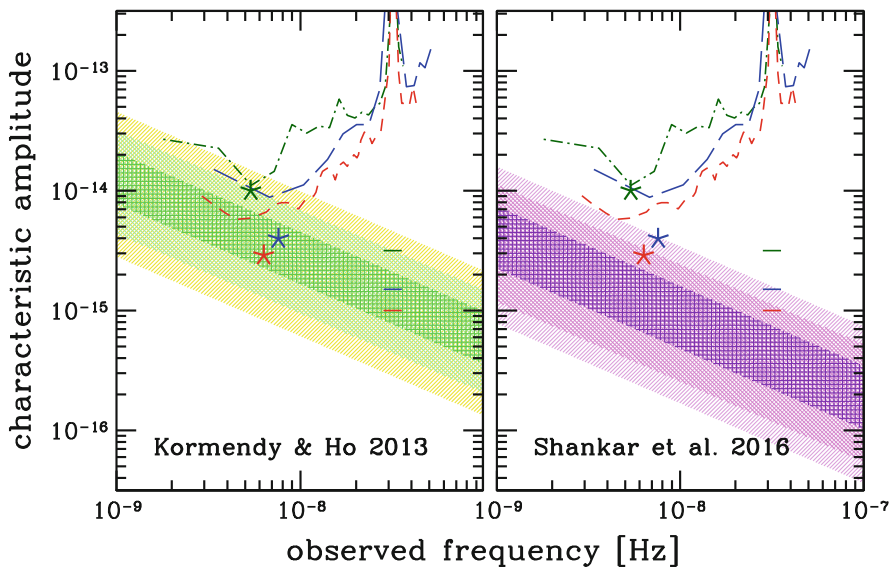 characteristic amplitude
10⁻¹³
10⁻¹⁴
10⁻¹⁵
10⁻¹⁶
Kormendy & Ho 2013
Shankar et al. 2016
10⁻⁹
10⁻⁸
10⁻⁹
10⁻⁸
10⁻⁷
observed frequency [Hz]